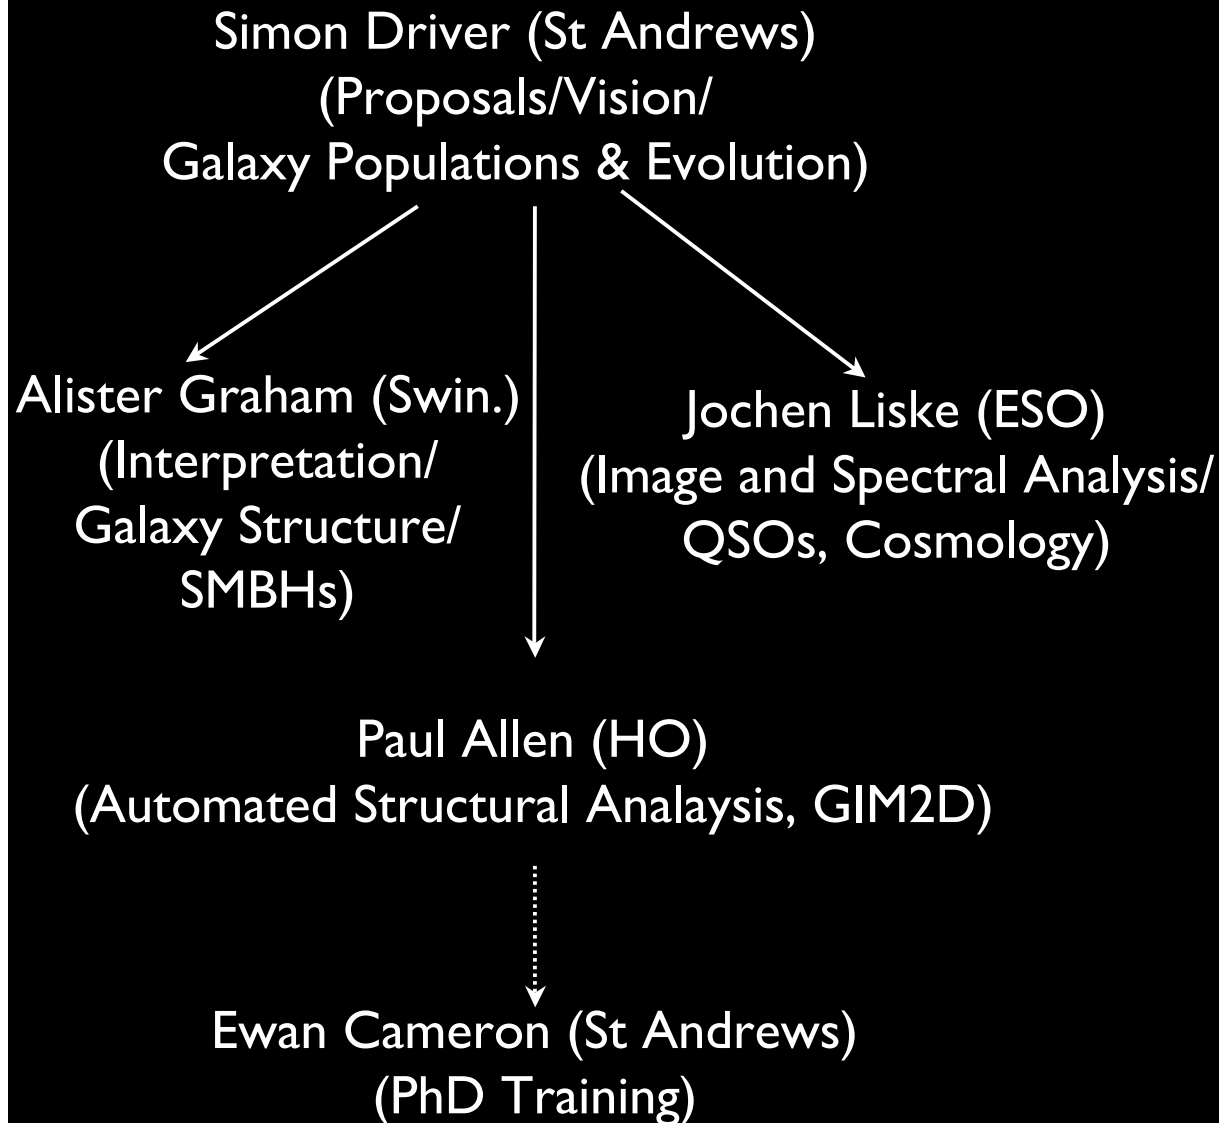 Simon Driver (St Andrews)
(Proposals/Vision/
Galaxy Populations & Evolution)
Alister Graham (Swin.)
(Interpretation/
Galaxy Structure/
SMBHs)
Jochen Liske (ESO)
(Image and Spectral Analysis/
QSOs, Cosmology)
Paul Allen (HO)
(Automated Structural Analaysis, GIM2D)
Ewan Cameron (St Andrews)
(PhD Training)